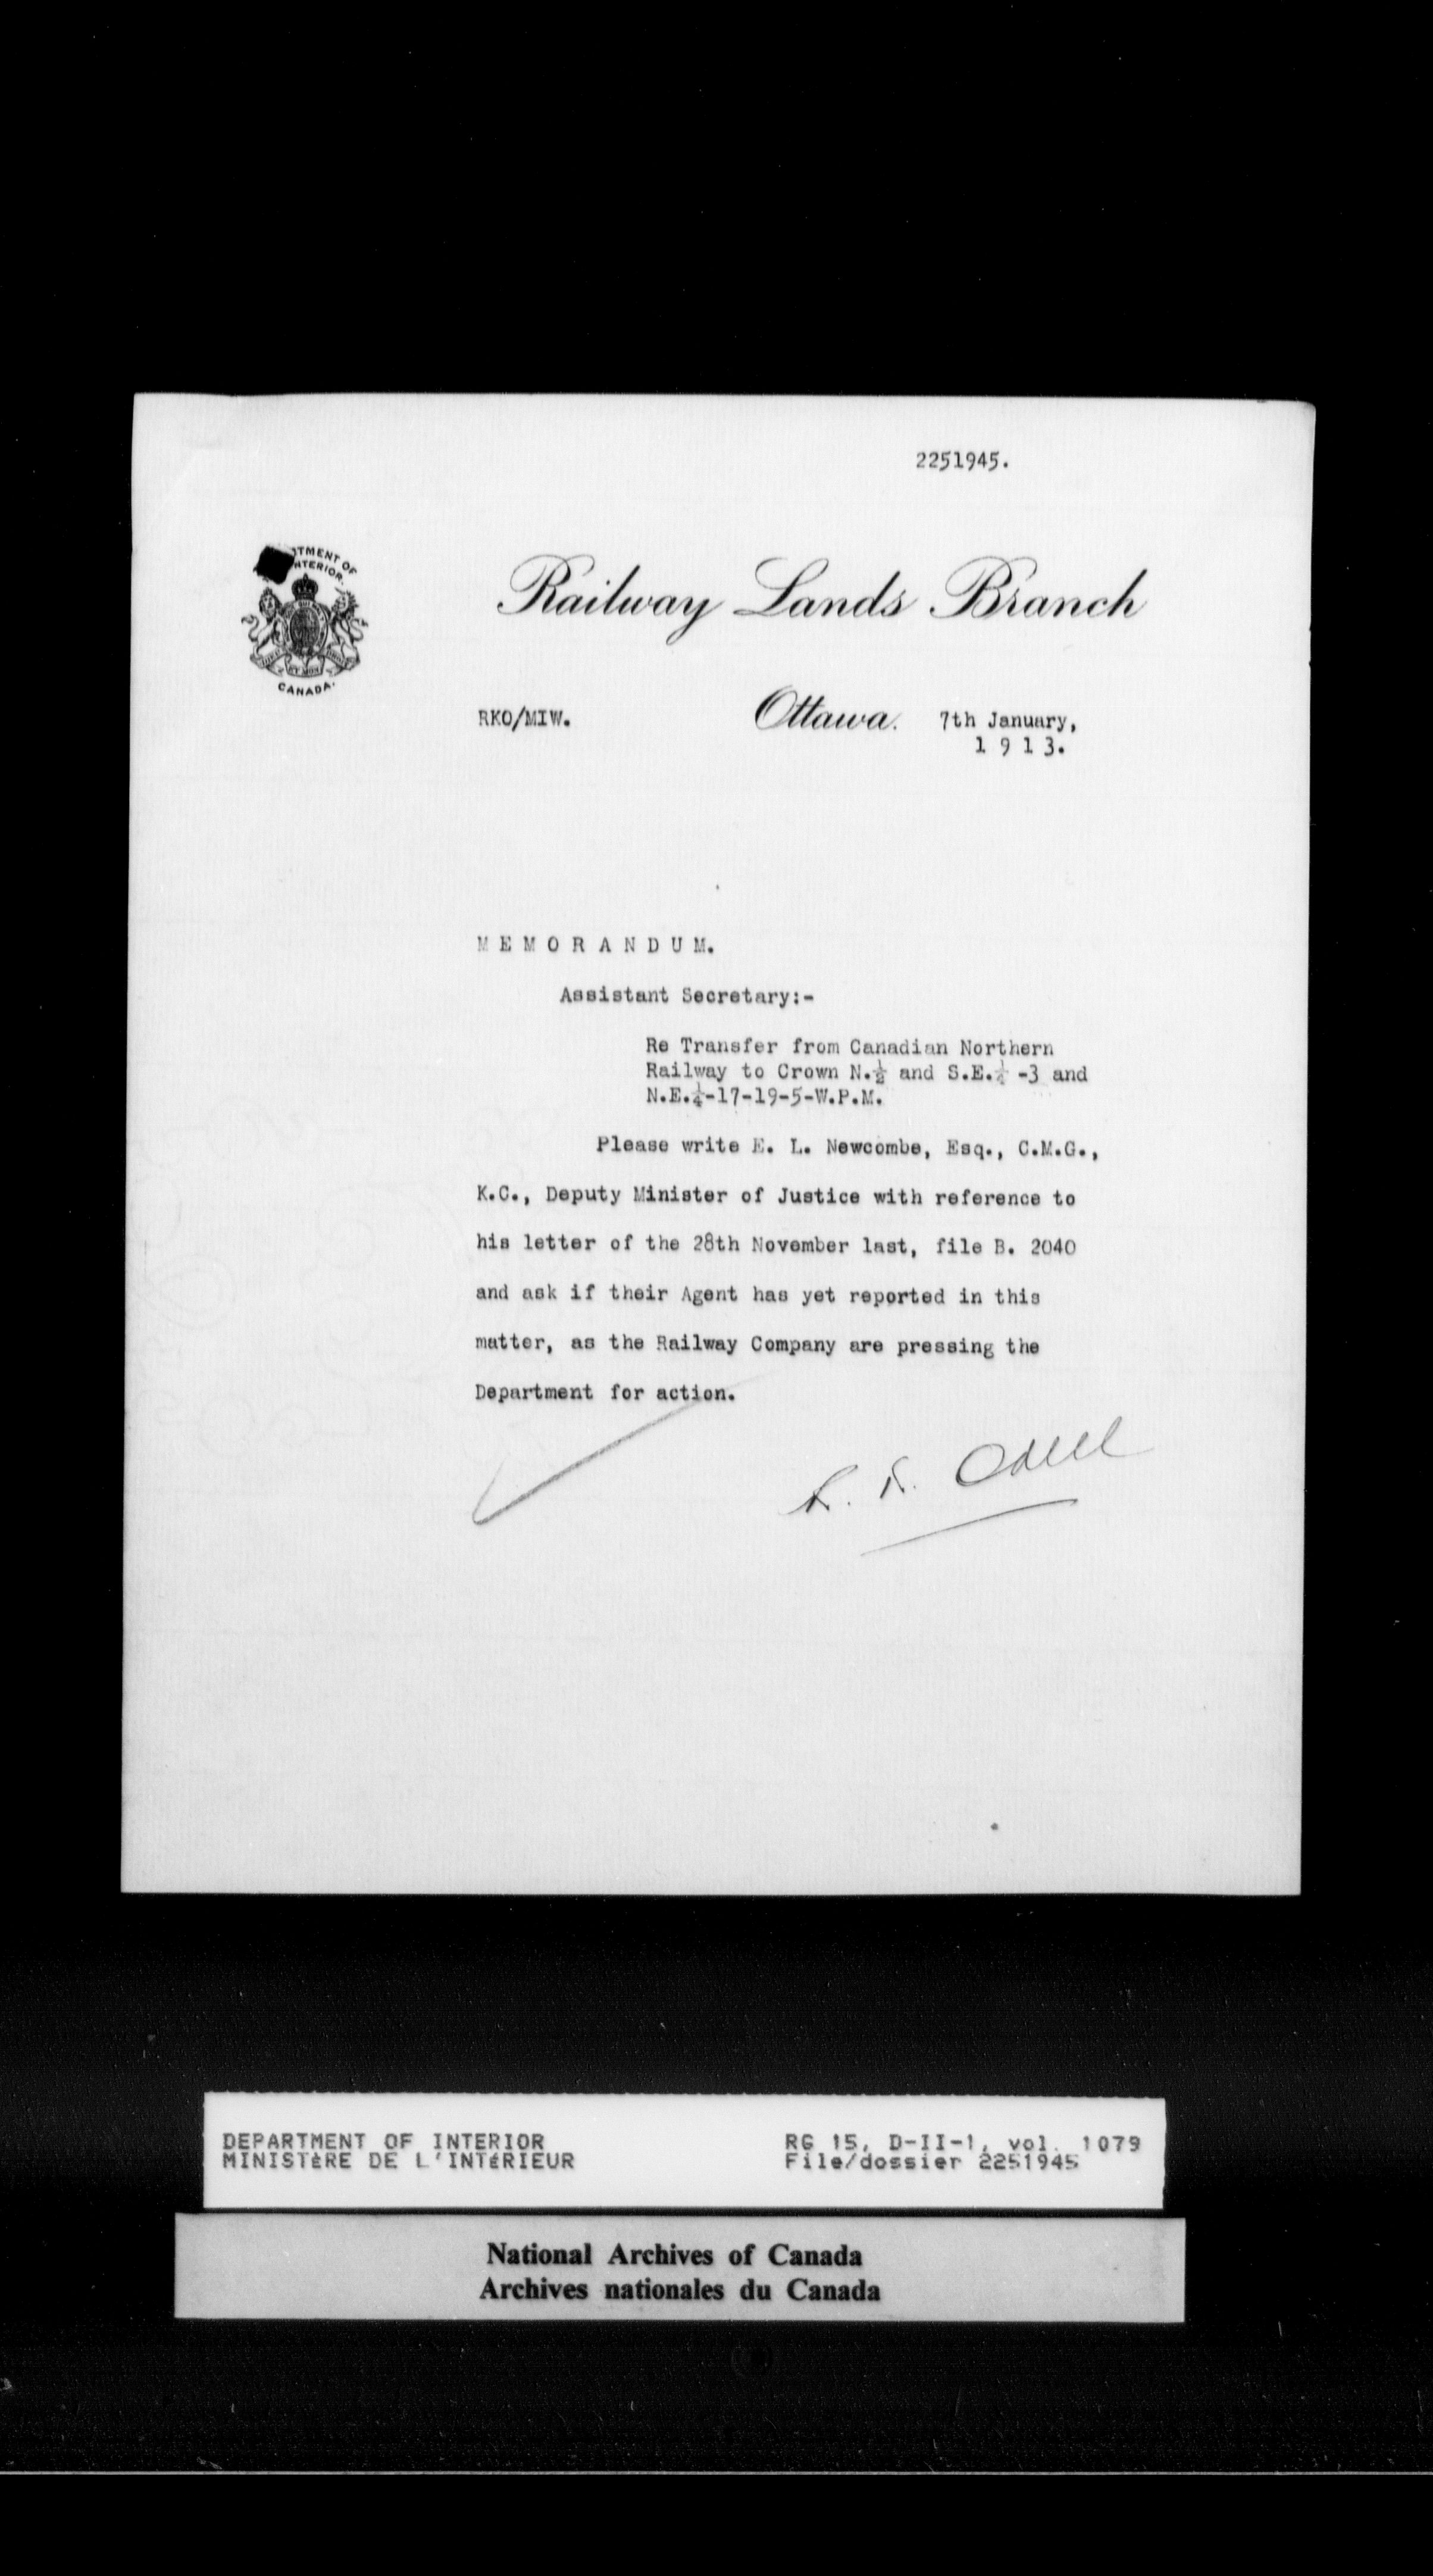 2251945.
DEPARTMENT OF
INTERIOR.
CANADA.
Railway Lands Branch
RKO/MIW.
Ottawa. 7th January,
1 9 1 3.
M E M O R A N D U M.
Assistant Secretary:-
Re Transfer from Canadian Northern
Railway to Crown N.½ and S.E.¼ -3 and
N.E.¼-17-19-5-W.P.M.
Please write E. L. Newcombe, Esq., C.M.G.,
K.C., Deputy Minister of Justice with reference to
his letter of the 28th November last, file B. 2040
and ask if their Agent has yet reported in this
matter, as the Railway Company are pressing the
Department for action.
R. K. Odell
DEPARTMENT OF INTERIOR
MINISTÈRE DE L'INTÉRIEUR
RG 15, D-II-1, vol. 1079
File/dossier 2251945
National Archives of Canada
Archives nationales du Canada